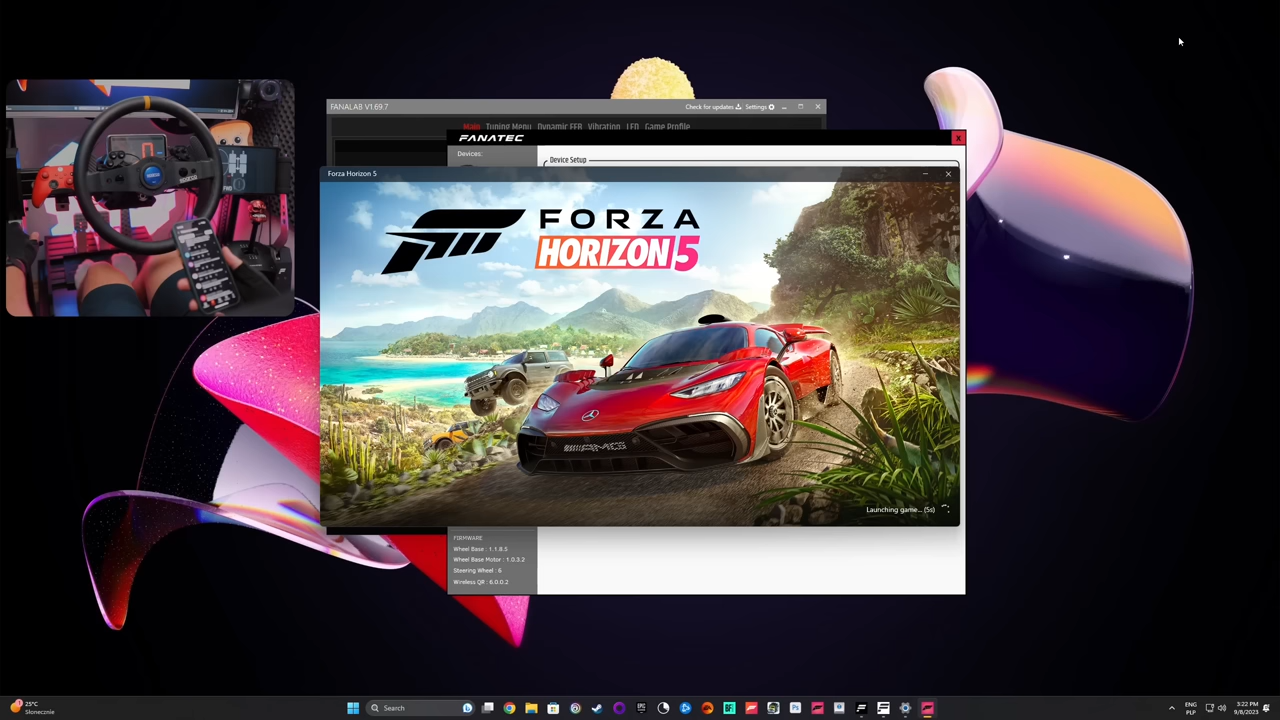 FANALAB V1.69.7
Check for updates
Settings
Main Tuning Menu Dynamic FFB Vibration LED Game Profile
FANATEC
X
Devices:
Device Setup
Forza Horizon 5
FORZA
HORIZON 5
Launching game... (5s)
FIRMWARE
Wheel Base : 1.1.8.5
Wheel Base Motor : 1.0.3.2
Steering Wheel : 6
Wireless QR : 6.0.0.2
25°C
Słonecznie
Search
ENG
PLP
3:22 PM
9/8/2023